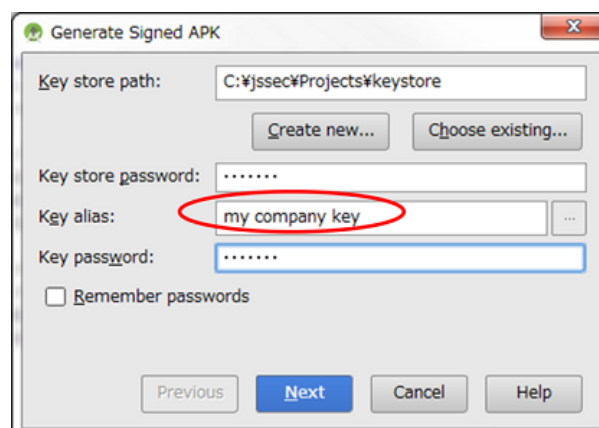 Generate Signed APK
Key store path: C:¥jssec¥Projects¥keystore
Create new... Choose existing...
Key store password: •••••••
Key alias: my company key ...
Key password: •••••••
Remember passwords
Previous Next Cancel Help